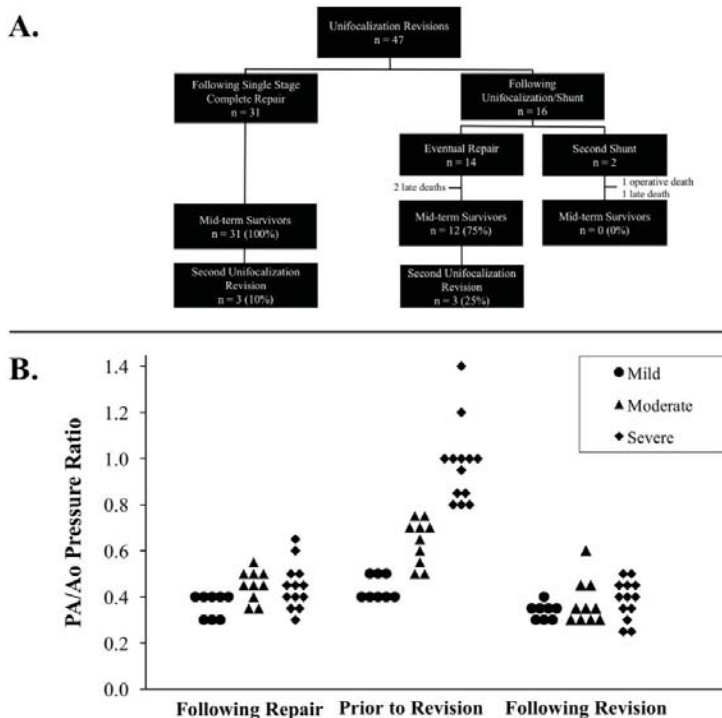 A.
Unifocalization Revisions
n = 47
Following Single Stage
Complete Repair
n = 31
Following
Unifocalization/Shunt
n = 16
Eventual Repair
n = 14
Second Shunt
n = 2
2 late deaths
1 operative death
1 late death
Mid-term Survivors
n = 31 (100%)
Mid-term Survivors
n = 12 (75%)
Mid-term Survivors
n = 0 (0%)
Second Unifocalization
Revision
n = 3 (10%)
Second Unifocalization
Revision
n = 3 (25%)
B.
PA/Ao Pressure Ratio
1.4
1.2
1.0
0.8
0.6
0.4
0.2
0.0
Mild
Moderate
Severe
Following Repair
Prior to Revision
Following Revision